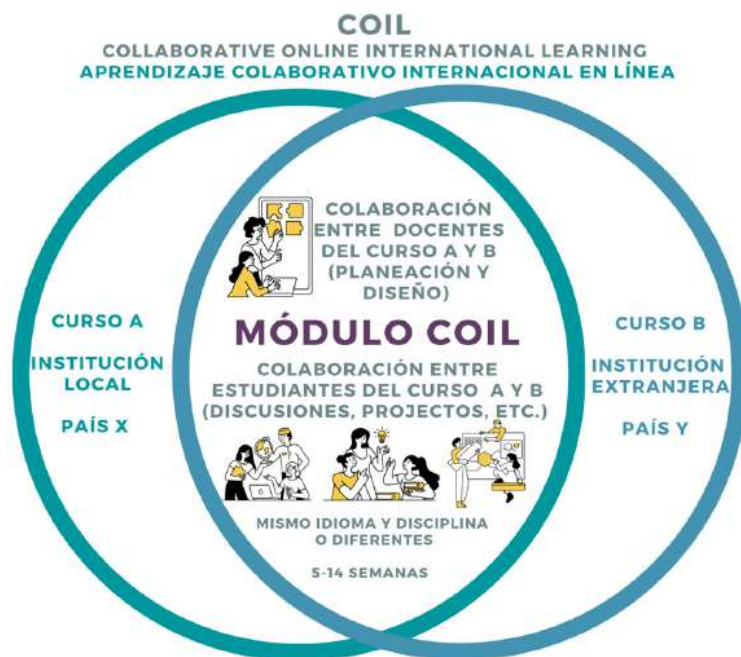 COIL
COLLABORATIVE ONLINE INTERNATIONAL LEARNING
APRENDIZAJE COLABORATIVO INTERNACIONAL EN LÍNEA
COLABORACIÓN
ENTRE DOCENTES
DEL CURSO A Y B
(PLANEACIÓN Y
DISEÑO)
CURSO A
INSTITUCIÓN
LOCAL
PAÍS X
MÓDULO COIL
COLABORACIÓN ENTRE
ESTUDIANTES DEL CURSO A Y B
(DISCUSIONES, PROJECTOS, ETC.)
MISMO IDIOMA Y DISCIPLINA
O DIFERENTES
5-14 SEMANAS
CURSO B
INSTITUCIÓN
EXTRANJERA
PAÍS Y